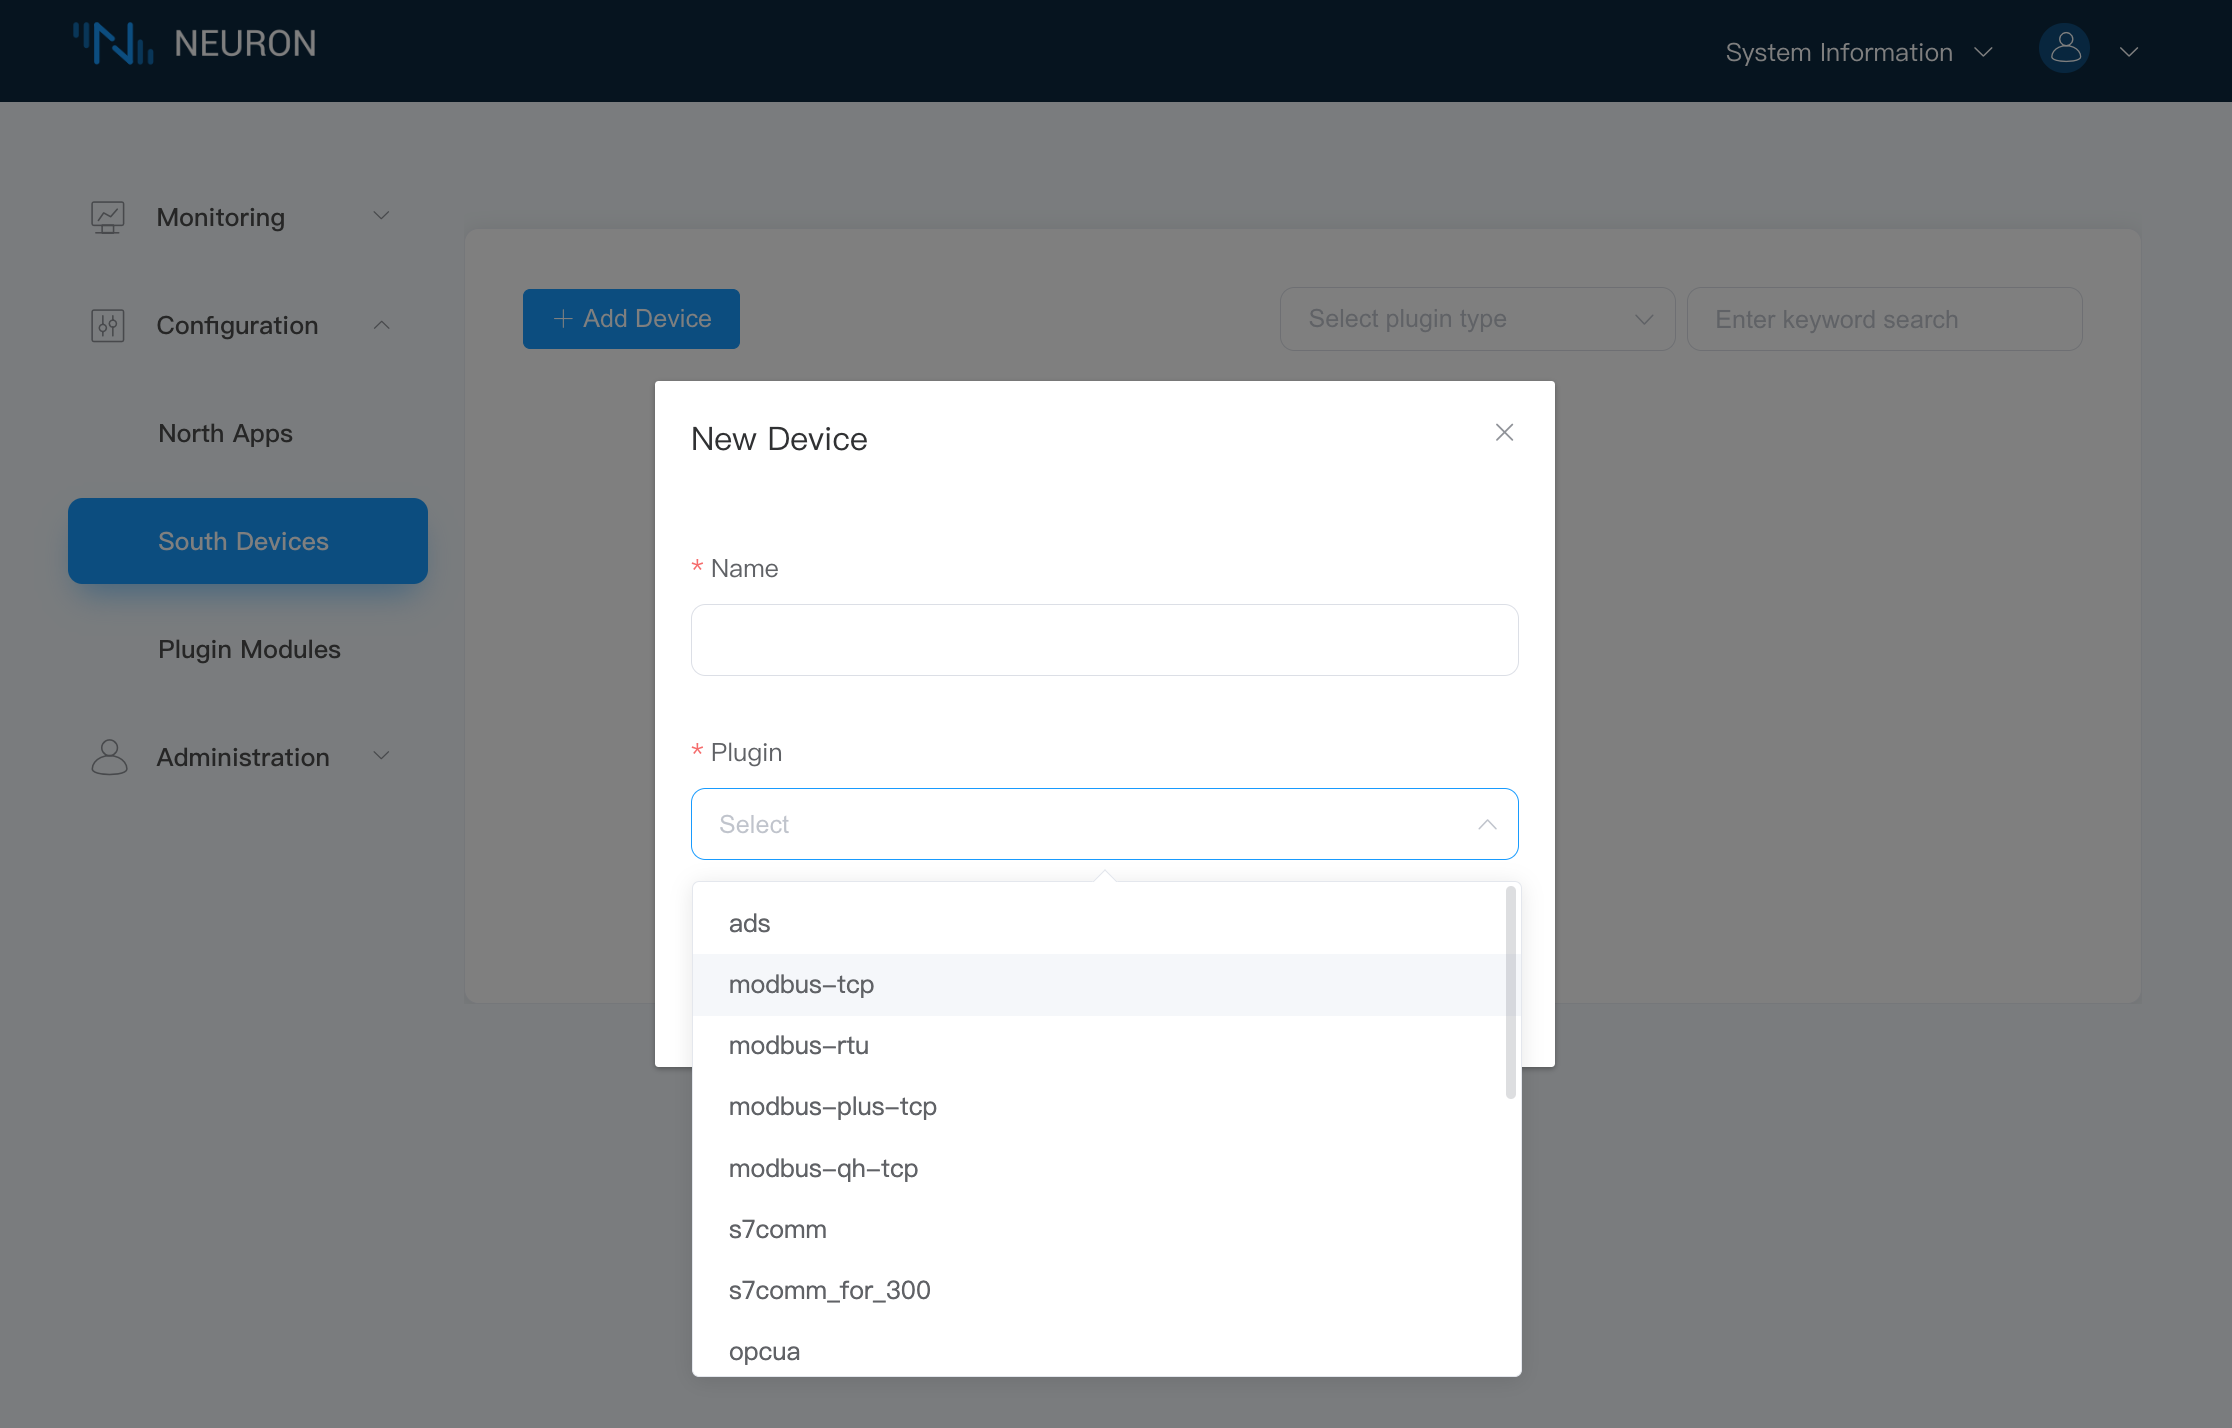 NEURON
System Information
Monitoring
Configuration
North Apps
South Devices
Plugin Modules
Administration
+ Add Device
Select plugin type
Enter keyword search
New Device
* Name
* Plugin
Select
ads
modbus-tcp
modbus-rtu
modbus-plus-tcp
modbus-qh-tcp
s7comm
s7comm_for_300
opcua